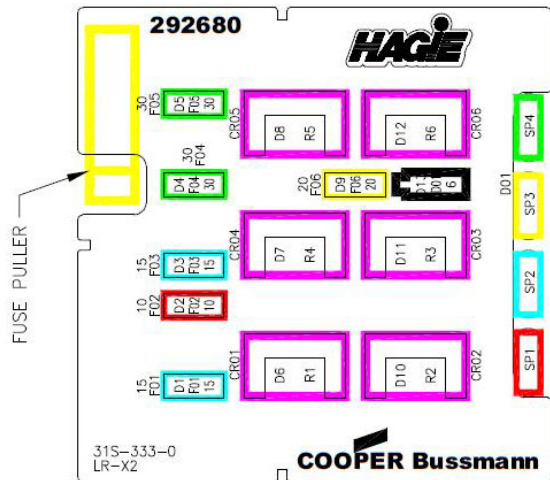 292680
HAGIE
30
F05
D5
F05
30
CR05
D8
R5
D12
R6
CR06
SP4
30
F04
D4
F04
30
20
F06
D9
F06
20
D01
SP3
FUSE PULLER
15
F03
D3
F03
15
CR04
D7
R4
D11
R3
CR03
SP2
10
F02
D2
F02
10
15
F01
D1
F01
15
CR01
D6
R1
D10
R2
CR02
SP1
31S-333-0
LR-X2
COOPER Bussmann